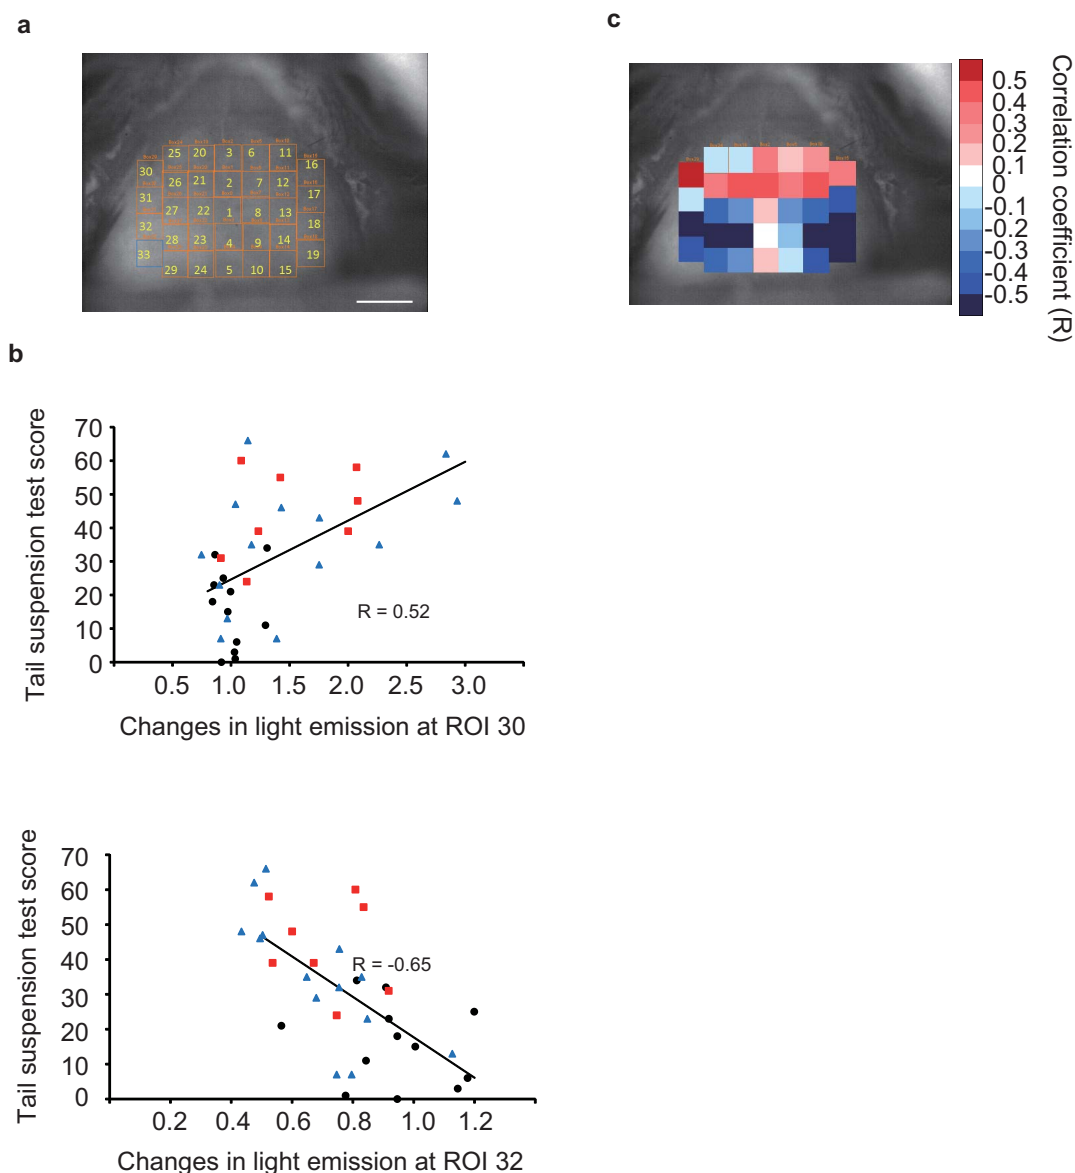 a
25 20 3 6 11
16
30
26 21 2 7 12
17
31
27 22 1 8 13
32
18
28 23 4 9 14
33
19
29 24 5 10 15
c
0.5
0.4
0.3
0.1
0
-0.1
-0.2
-0.3
-0.4
-0.5
Correlation coefficient (R)
b
Tail suspension test score
70
60
50
40
30
20
10
0
R = 0.52
0.5 1.0 1.5 2.0 2.5 3.0
Changes in light emission at ROI 30
Tail suspension test score
70
60
50
40
30
20
10
0
R = -0.65
0.2 0.4 0.6 0.8 1.0 1.2
Changes in light emission at ROI 32